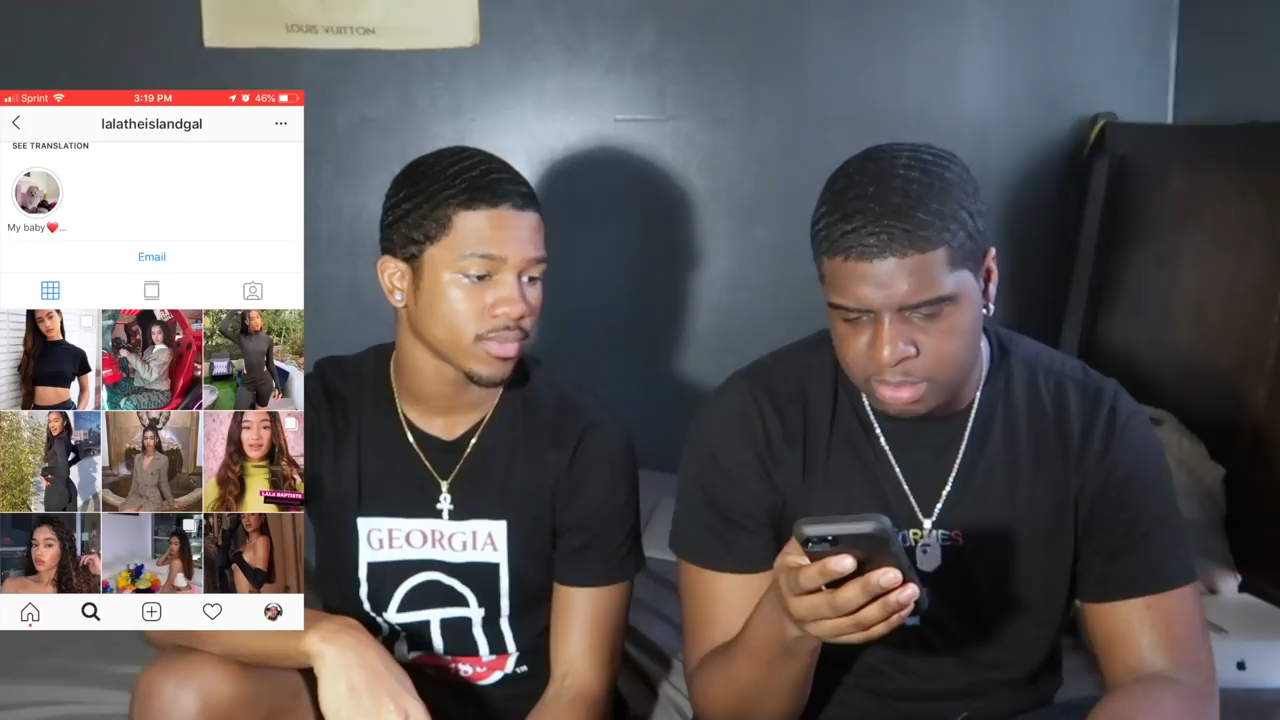 LOUIS VUITTON
Sprint
3:19 PM
46%
lalatheislandgal
SEE TRANSLATION
My baby❤️...
Email
LALA BAPTISTE
GEORGIA